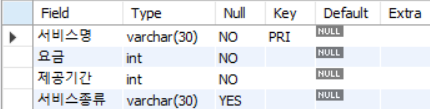 Field Type Null Key Default Extra
서비스명 varchar(30) NO PRI NULL
요금 int NO NULL
제공기간 int NO NULL
서비스종류 varchar(30) YES NULL